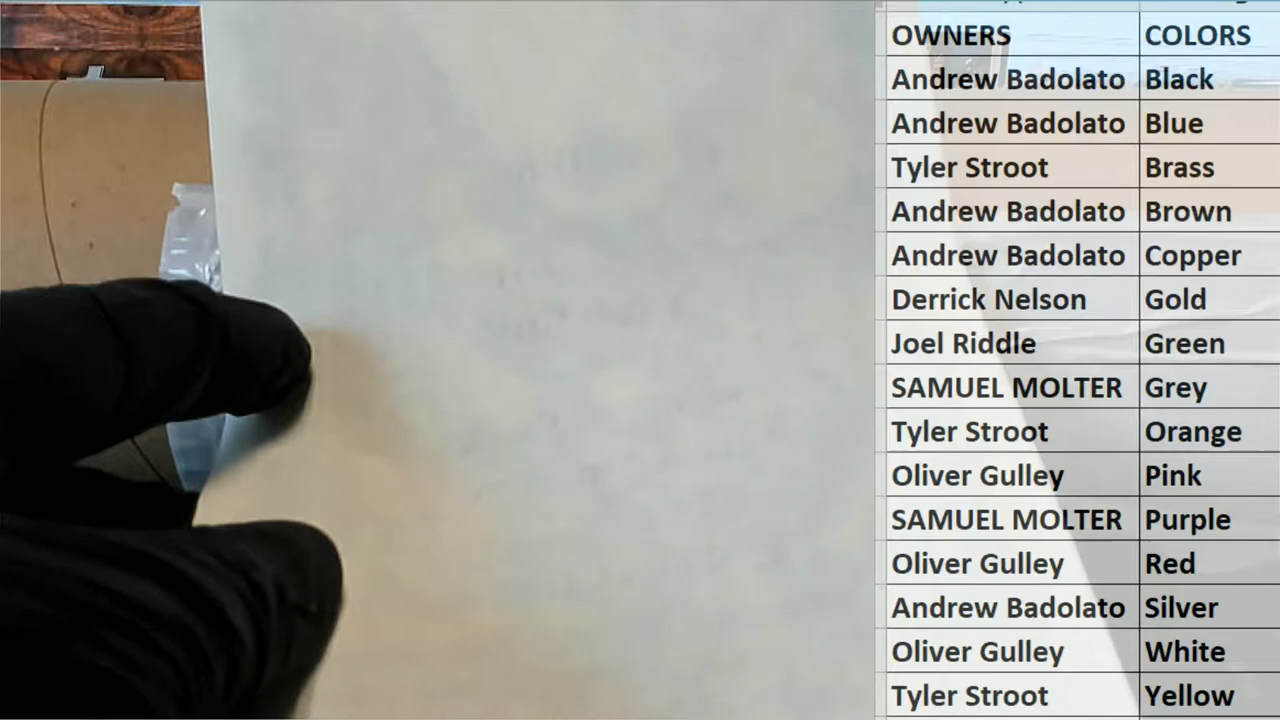 OWNERS COLORS
Andrew Badolato Black
Andrew Badolato Blue
Tyler Stroot Brass
Andrew Badolato Brown
Andrew Badolato Copper
Derrick Nelson Gold
Joel Riddle Green
SAMUEL MOLTER Grey
Tyler Stroot Orange
Oliver Gulley Pink
SAMUEL MOLTER Purple
Oliver Gulley Red
Andrew Badolato Silver
Oliver Gulley White
Tyler Stroot Yellow